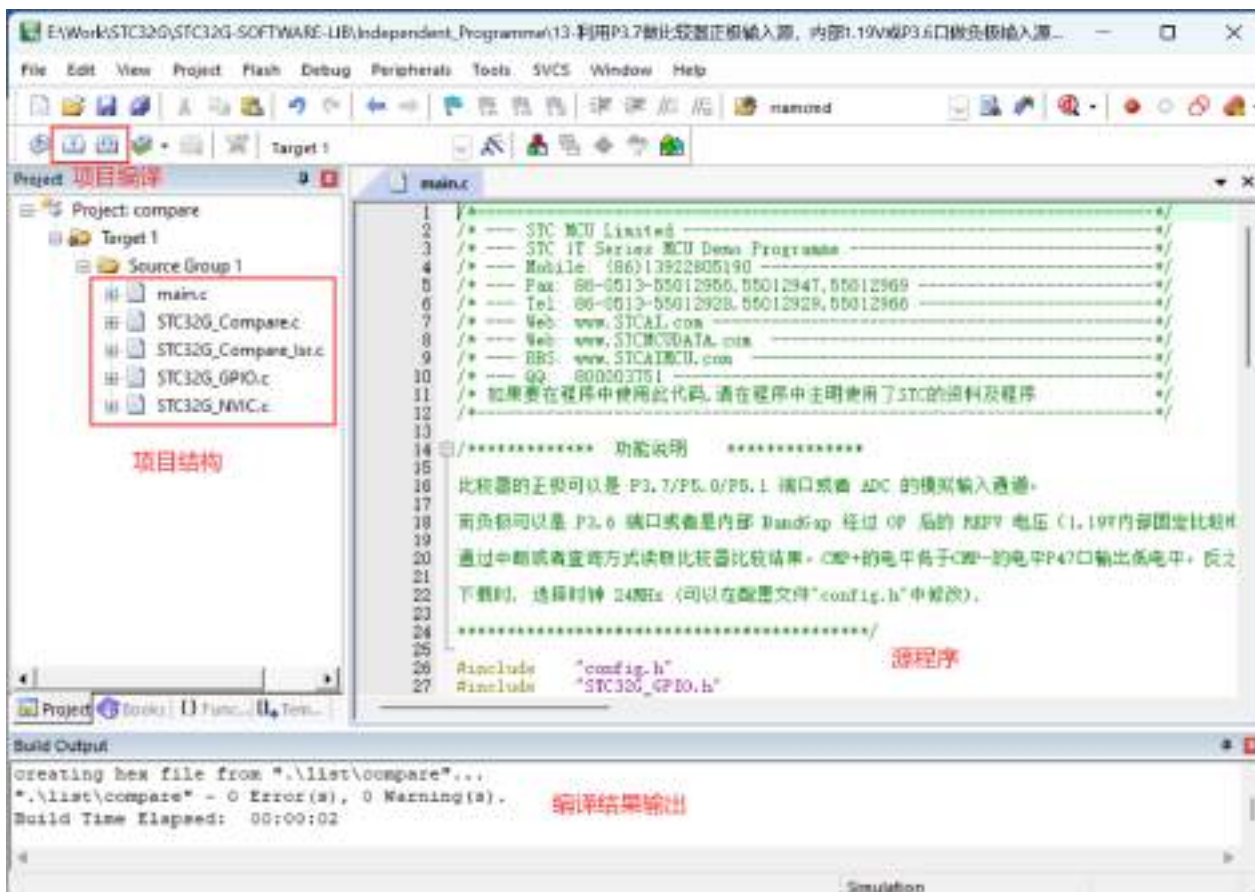 E:\Work\STC32G\STC32G-SOFTWARE-LIB\Independent_Programme\13-利用P3.7做比较器正极输入源，内部1.19V或P3.6口做负极输入源...
File Edit View Project Flash Debug Peripherals Tools SVCS Window Help
Target 1
Project 项目编译
main.c
Project: compare
Target 1
Source Group 1
main.c
STC32G_Compare.c
STC32G_Compare_Isr.c
STC32G_GPIO.c
STC32G_NVIC.c
项目结构
1 /*---------------------------------------------------------------------*/
2 /* --- STC MCU Limited ------------------------------------------------*/
3 /* --- STC 1T Series MCU Demo Programme -------------------------------*/
4 /* --- Mobile: (86)13922805190 ----------------------------------------*/
5 /* --- Fax: 86-0513-55012956,55012947,55012969 ------------------------*/
6 /* --- Tel: 86-0513-55012928,55012929,55012966 ------------------------*/
7 /* --- Web: www.STCAI.com ---------------------------------------------*/
8 /* --- Web: www.STCMCUDATA.com ---------------------------------------*/
9 /* --- BBS: www.STCAIMCU.com -----------------------------------------*/
10 /* --- QQ: 800003751 -------------------------------------------------*/
11 /* 如果要在程序中使用此代码,请在程序中注明使用了STC的资料及程序 */
12 /*---------------------------------------------------------------------*/
13
14 /************* 功能说明 **************
15
16 比较器的正极可以是 P3.7/P5.0/P5.1 端口或者 ADC 的模拟输入通道。
17
18 而负极可以是 P3.6 端口或者是内部 BandGap 经过 OP 后的 REFV 电压（1.19V内部固定比较
19
20 通过中断或者查询方式读取比较器比较结果，CMP+的电平低于CMP-的电平P47口输出低电平，反之
21
22 下载时, 选择时钟 24MHz (可以在配置文件"config.h"中修改).
23
24 ******************************************/
25
26 #include "config.h"
27 #include "STC32G_GPIO.h"
源程序
Project Books {} Func... Tem...
Build Output
creating hex file from ".\list\compare"...
".\list\compare" - 0 Error(s), 0 Warning(s).
Build Time Elapsed: 00:00:02
编译结果输出
Simulation